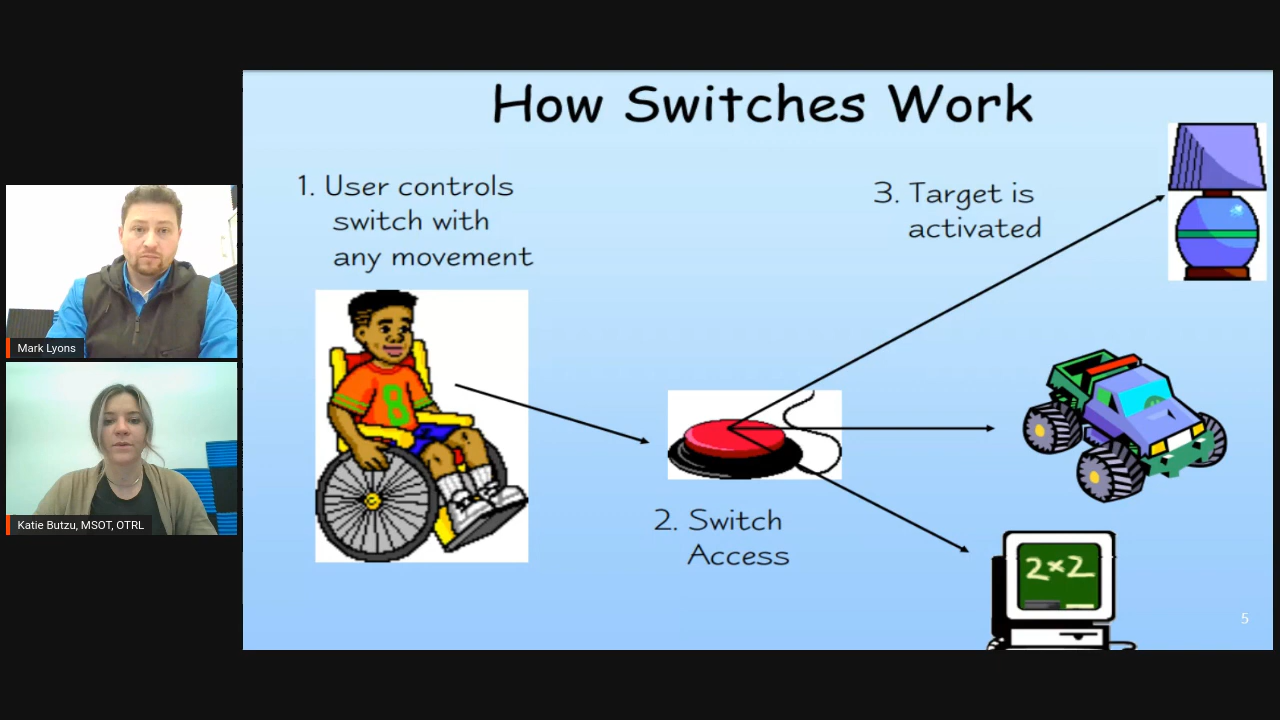 How Switches Work
1. User controls
switch with
any movement
3. Target is
activated
8
2. Switch
Access
2×2
5
Mark Lyons
Katie Butzu, MSOT, OTRL